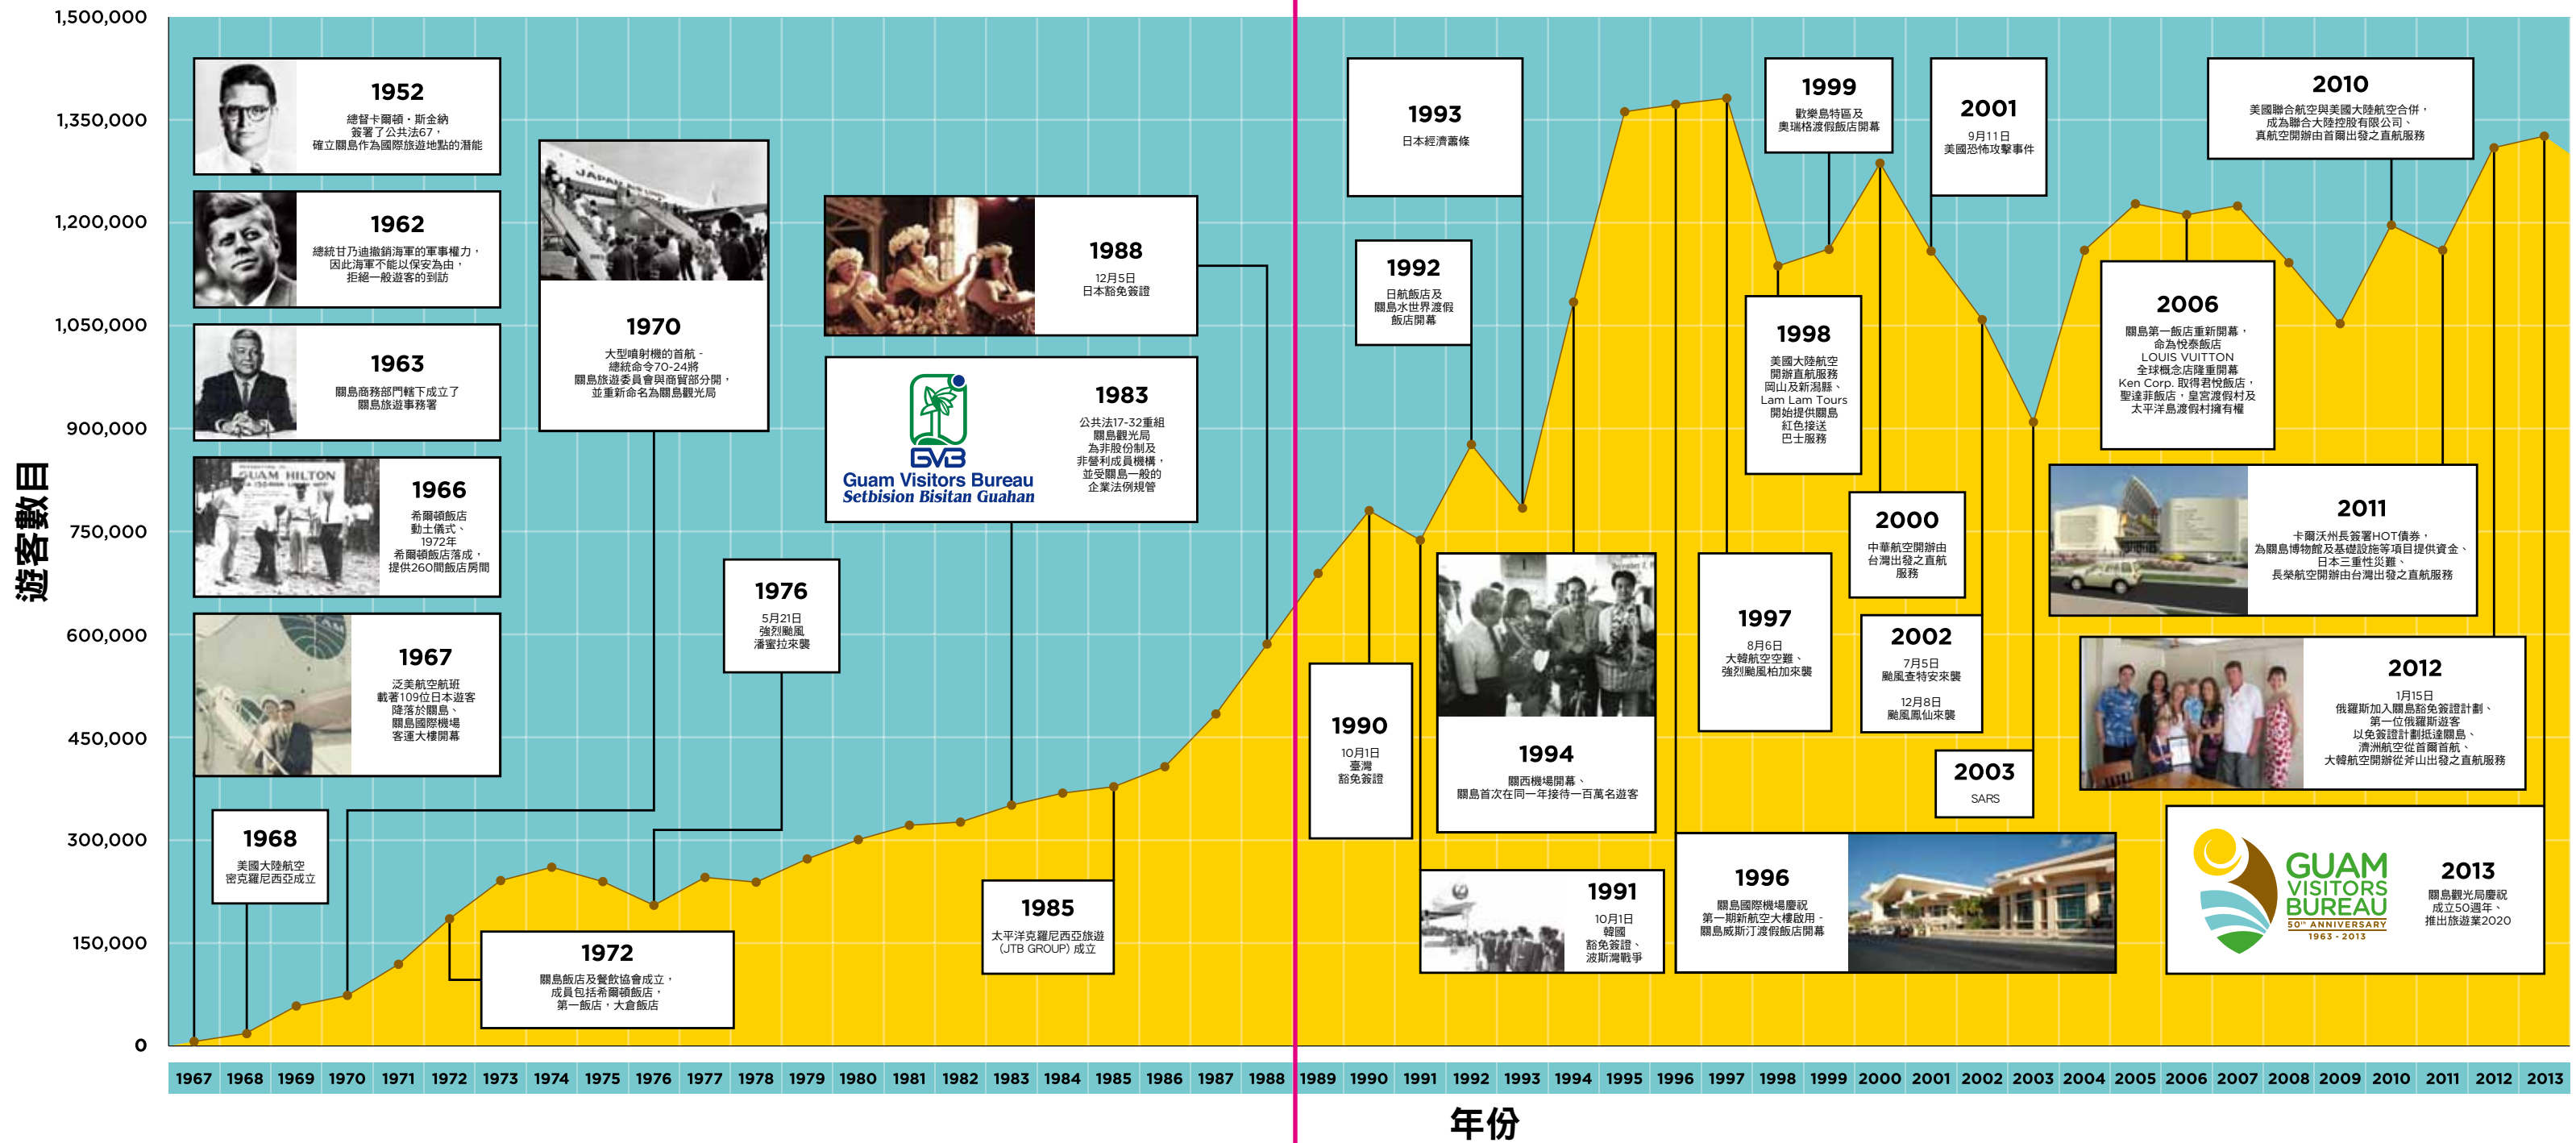 1,500,000
1,350,000
1,200,000
1,050,000
900,000
750,000
600,000
450,000
300,000
150,000
0
遊客數目
1952
總督卡爾頓・斯金納
簽署了公共法67，
確立關島作為國際旅遊地點的潛能
1962
總統甘乃迪撤銷海軍的軍事權力，
因此海軍不能以保安為由，
拒絕一般遊客的到訪
1963
關島商務部門轄下成立了
關島旅遊事務署
GUAM HILTON
1966
希爾頓飯店
動土儀式、
1972年
希爾頓飯店落成，
提供260間飯店房間
1967
泛美航空航班
載著109位日本遊客
降落於關島、
關島國際機場
客運大樓開幕
1968
美國大陸航空
密克羅尼西亞成立
JAPAN AIR LINES
1970
大型噴射機的首航 -
總統命令70-24將
關島旅遊委員會與商貿部分開，
並重新命名為關島觀光局
1972
關島飯店及餐飲協會成立，
成員包括希爾頓飯店，
第一飯店，大倉飯店
1976
5月21日
強烈颱風
潘蜜拉來襲
1988
12月5日
日本豁免簽證
GVB
Guam Visitors Bureau
Setbision Bisitan Guahan
1983
公共法17-32重組
關島觀光局
為非股份制及
非營利成員機構，
並受關島一般的
企業法例規管
1985
太平洋克羅尼西亞旅遊
(JTB GROUP) 成立
1993
日本經濟蕭條
1992
日航飯店及
關島水世界渡假
飯店開幕
1990
10月1日
臺灣
豁免簽證
1994
關西機場開幕、
關島首次在同一年接待一百萬名遊客
1991
10月1日
韓國
豁免簽證、
波斯灣戰爭
1999
歡樂島特區及
奧瑞格渡假飯店開幕
1998
美國大陸航空
開辦直航服務
岡山及新潟縣、
Lam Lam Tours
開始提供關島
紅色接送
巴士服務
1997
8月6日
大韓航空空難、
強烈颱風柏加來襲
1996
關島國際機場慶祝
第一期新航空大樓啟用 -
關島威斯汀渡假飯店開幕
2001
9月11日
美國恐怖攻擊事件
2000
中華航空開辦由
台灣出發之直航
服務
2002
7月5日
颱風查特安來襲
12月8日
颱風鳳仙來襲
2003
SARS
2010
美國聯合航空與美國大陸航空合併，
成為聯合大陸控股有限公司、
真航空開辦由首爾出發之直航服務
2006
關島第一飯店重新開幕，
命為悅泰飯店
LOUIS VUITTON
全球概念店隆重開幕
Ken Corp. 取得君悅飯店，
聖達菲飯店，皇宮渡假村及
太平洋島渡假村擁有權
2011
卡爾沃州長簽署HOT債券，
為關島博物館及基礎設施等項目提供資金、
日本三重性災難、
長榮航空開辦由台灣出發之直航服務
2012
1月15日
俄羅斯加入關島豁免簽證計劃、
第一位俄羅斯遊客
以免簽證計劃抵達關島、
濟洲航空從首爾首航、
大韓航空開辦從斧山出發之直航服務
GUAM
VISITORS
BUREAU
50TH ANNIVERSARY
1963 - 2013
2013
關島觀光局慶祝
成立50週年、
推出旅遊業2020
1967 1968 1969 1970 1971 1972 1973 1974 1975 1976 1977 1978 1979 1980 1981 1982 1983 1984 1985 1986 1987 1988 1989 1990 1991 1992 1993 1994 1995 1996 1997 1998 1999 2000 2001 2002 2003 2004 2005 2006 2007 2008 2009 2010 2011 2012 2013
年份